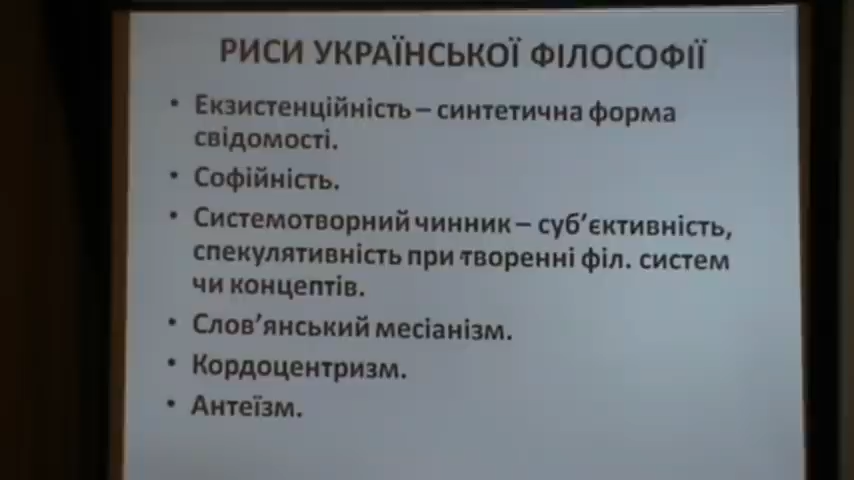 РИСИ УКРАЇНСЬКОЇ ФІЛОСОФІЇ
• Екзистенційність – синтетична форма
свідомості.
• Софійність.
• Системотворний чинник – суб’єктивність,
спекулятивність при творенні філ. систем
чи концептів.
• Слов’янський месіанізм.
• Кордоцентризм.
• Антеїзм.